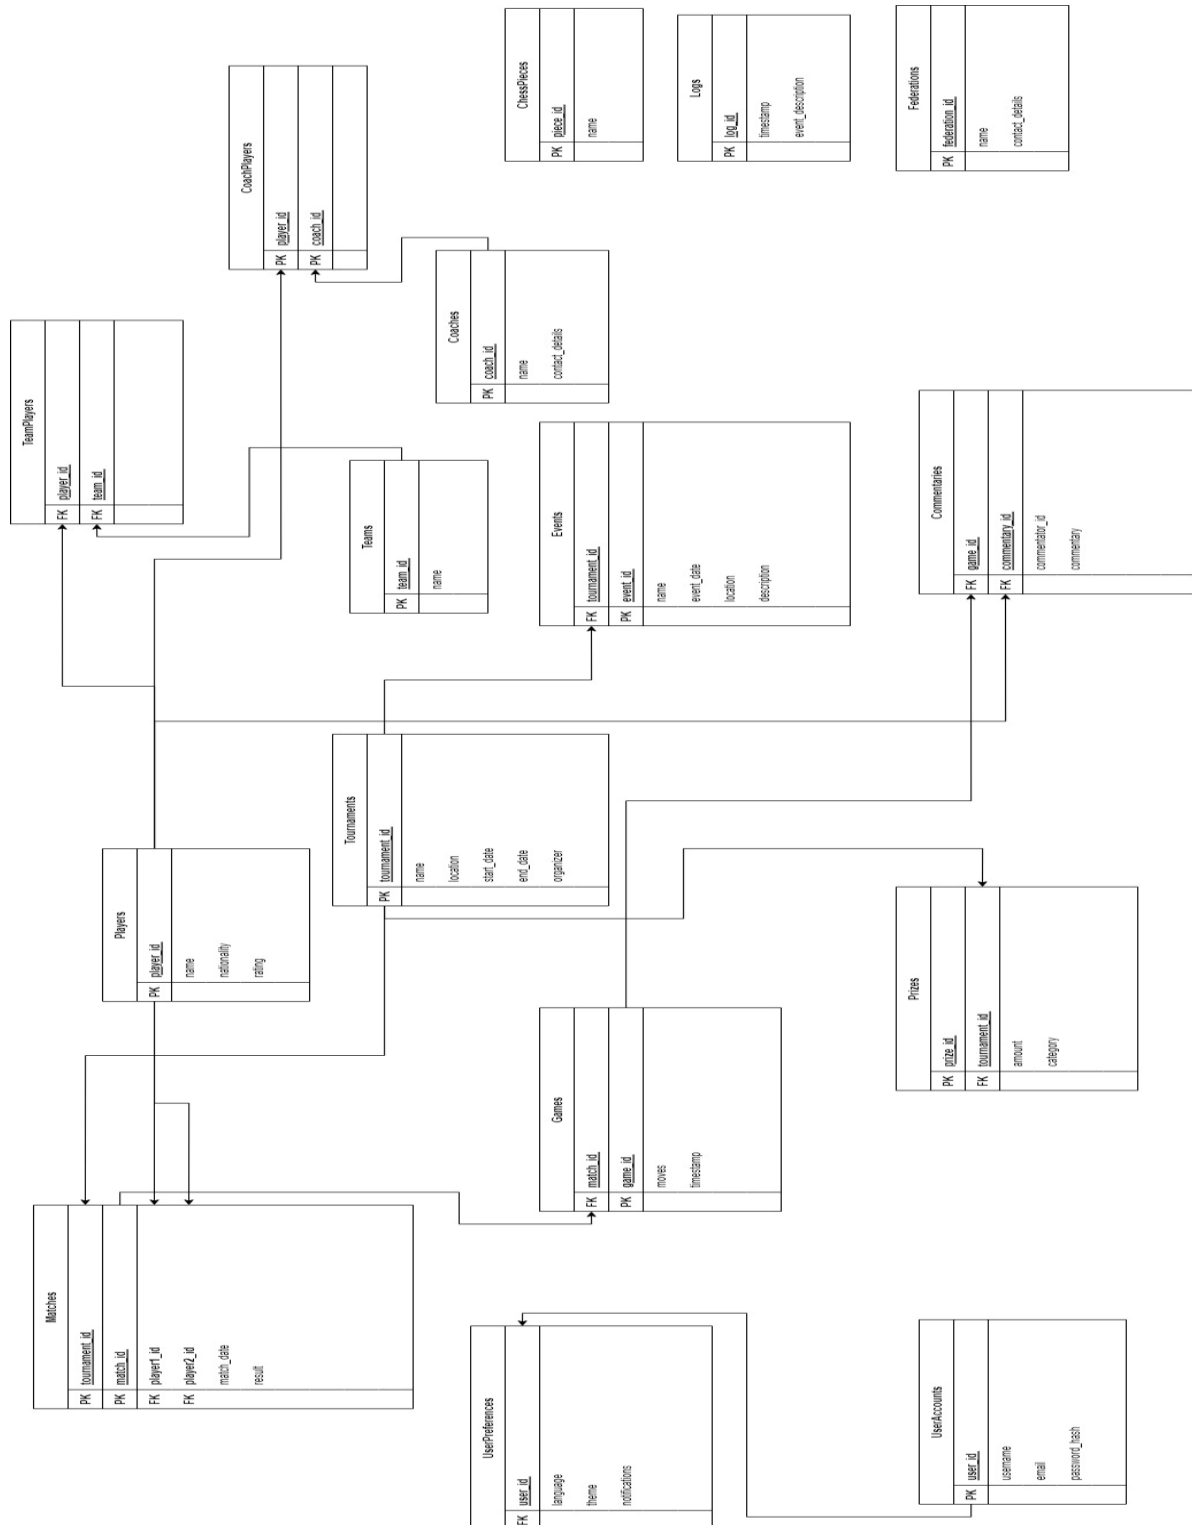 Matches
PK tournament_id
PK match_id
FK player1_id
FK player2_id
match_date
result
Players
PK player_id
name
nationality
rating
TeamPlayers
FK player_id
FK team_id
CoachPlayers
PK player_id
PK coach_id
Tournaments
PK tournament_id
name
location
start_date
end_date
organizer
Teams
PK team_id
name
Coaches
PK coach_id
name
contact_details
ChessPieces
PK piece_id
name
UserPreferences
FK user_id
language
theme
notifications
Games
FK match_id
PK game_id
moves
timestamp
Events
FK tournament_id
PK event_id
name
event_date
location
description
Logs
PK log_id
timestamp
event_description
UserAccounts
PK user_id
username
email
password_hash
Prizes
PK prize_id
FK tournament_id
amount
category
Commentaries
FK game_id
FK commentary_id
commentator_id
commentary
Federations
PK federation_id
name
contact_details